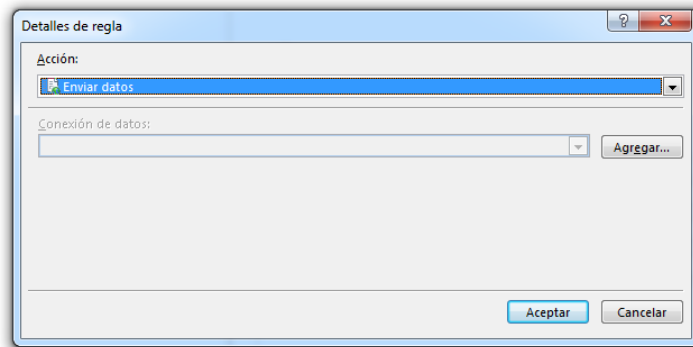 Detalles de regla
Acción:
Enviar datos
Conexión de datos:
Agregar...
Aceptar Cancelar